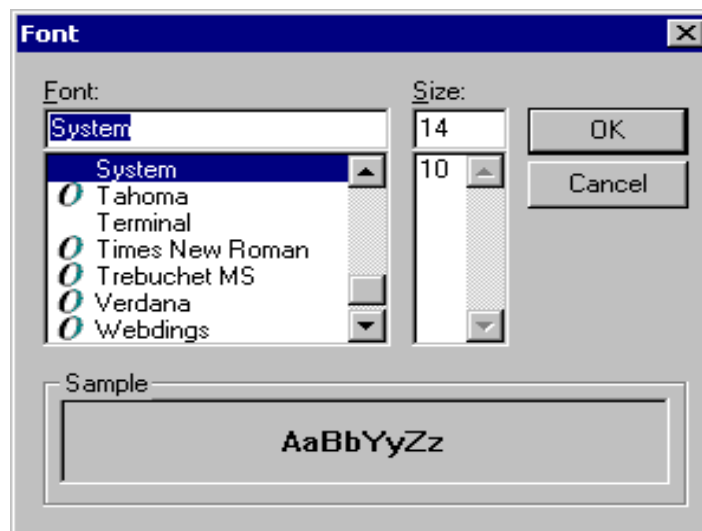 Font
Font: Size:
System 14 OK
System 10 Cancel
Tahoma
Terminal
Times New Roman
Trebuchet MS
Verdana
Webdings
Sample
AaBbYyZz